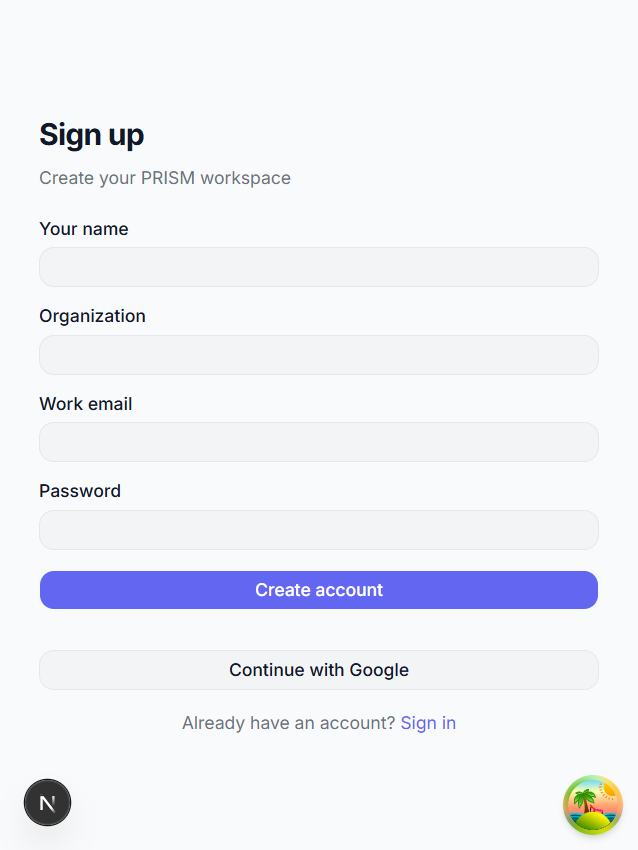 Sign up
Create your PRISM workspace
Your name
Organization
Work email
Password
Create account
Continue with Google
Already have an account? Sign in
N